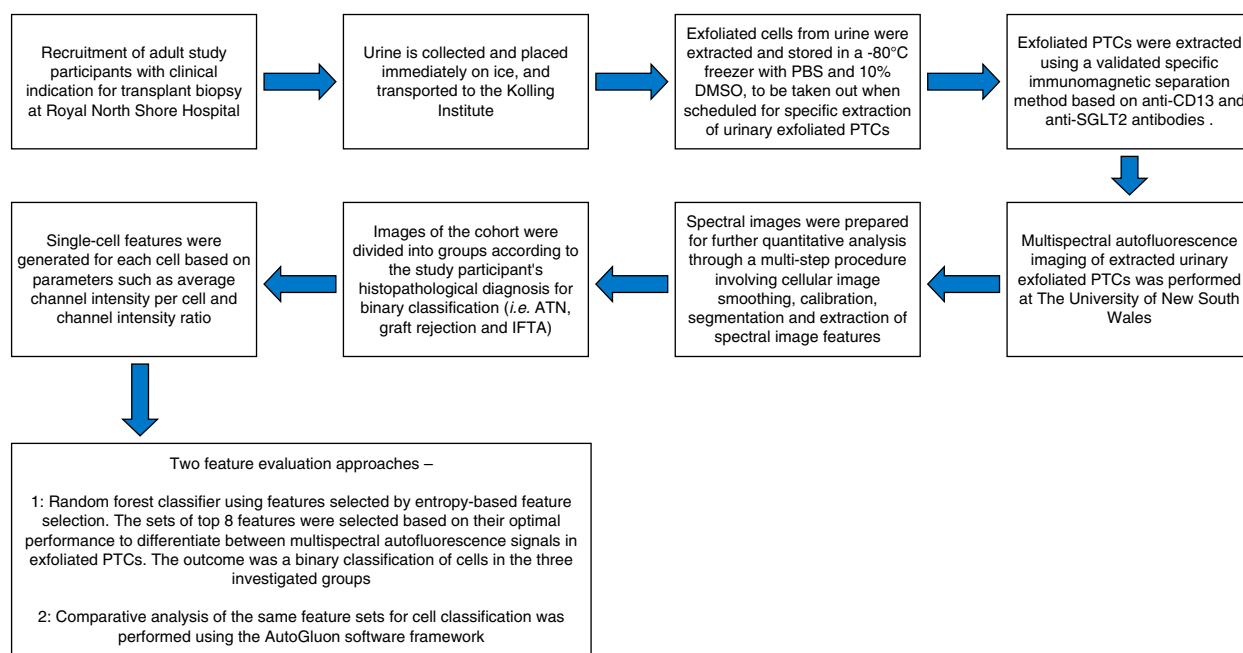 Recruitment of adult study
participants with clinical
indication for transplant biopsy
at Royal North Shore Hospital
Urine is collected and placed
immediately on ice, and
transported to the Kolling
Institute
Exfoliated cells from urine were
extracted and stored in a -80°C
freezer with PBS and 10%
DMSO, to be taken out when
scheduled for specific extraction
of urinary exfoliated PTCs
Exfoliated PTCs were extracted
using a validated specific
immunomagnetic separation
method based on anti-CD13 and
anti-SGLT2 antibodies .
Multispectral autofluorescence
imaging of extracted urinary
exfoliated PTCs was performed
at The University of New South
Wales
Spectral images were prepared
for further quantitative analysis
through a multi-step procedure
involving cellular image
smoothing, calibration,
segmentation and extraction of
spectral image features
Images of the cohort were
divided into groups according to
the study participant's
histopathological diagnosis for
binary classification (i.e. ATN,
graft rejection and IFTA)
Single-cell features were
generated for each cell based on
parameters such as average
channel intensity per cell and
channel intensity ratio
Two feature evaluation approaches –
1: Random forest classifier using features selected by entropy-based feature
selection. The sets of top 8 features were selected based on their optimal
performance to differentiate between multispectral autofluorescence signals in
exfoliated PTCs. The outcome was a binary classification of cells in the three
investigated groups
2: Comparative analysis of the same feature sets for cell classification was
performed using the AutoGluon software framework